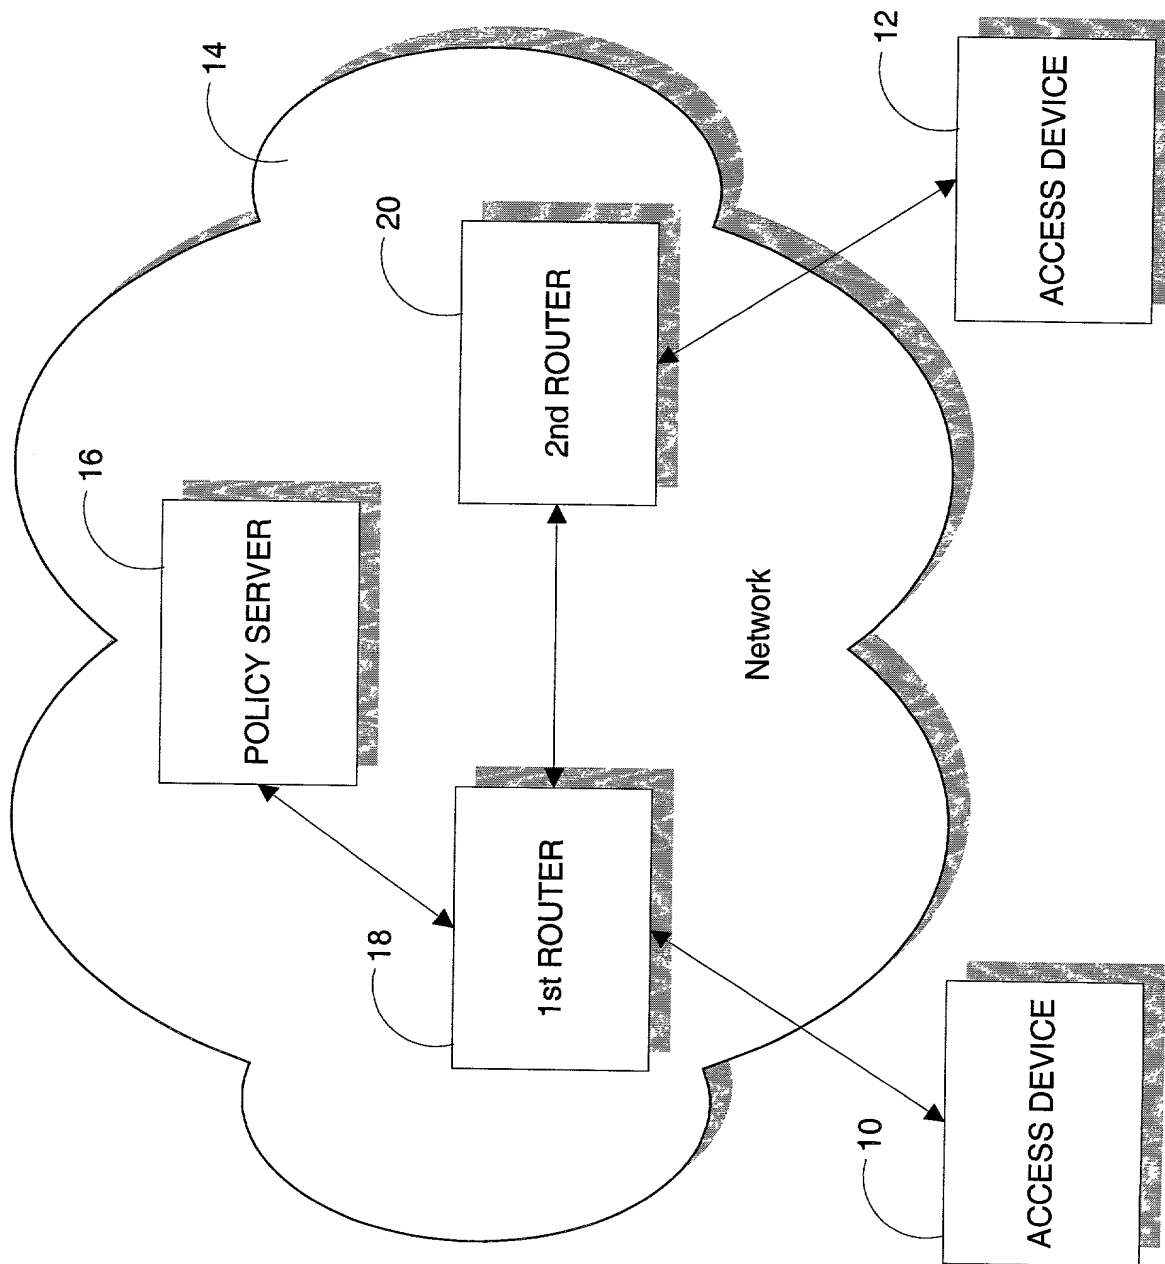 14
16
POLICY SERVER
18
1st ROUTER
20
2nd ROUTER
Network
10
ACCESS DEVICE
12
ACCESS DEVICE